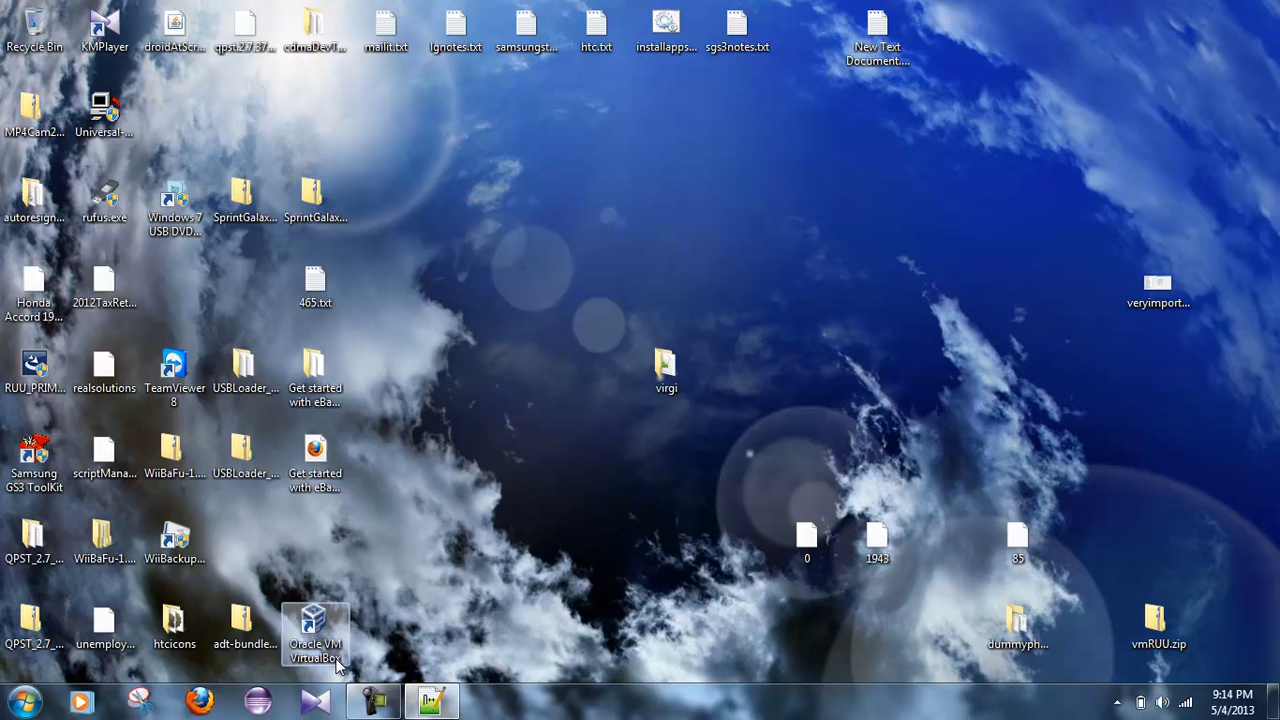 Recycle Bin
KMPlayer
droidAtScr...
qpst.2.7.37...
cdmaDevT...
mailit.txt
lgnotes.txt
samsungst...
htc.txt
installapps...
sgs3notes.txt
New Text
Document....
MP4Cam2...
Universal-...
autoresign...
rufus.exe
Windows 7
USB DVD...
SprintGalax...
SprintGalax...
Honda
Accord 19...
2012TaxRet...
465.txt
veryimport...
RUU_PRIM...
realsolutions
TeamViewer
8
USBLoader_...
Get started
with eBa...
virgi
Samsung
GS3 ToolKit
scriptMana...
WiiBaFu-1....
USBLoader_...
Get started
with eBa...
QPST_2.7_...
WiiBaFu-1....
WiiBackup...
0
1943
85
QPST_2.7_...
unemploy...
htcicons
adt-bundle...
Oracle VM
VirtualBox
dummyph...
vmRUU.zip
9:14 PM
5/4/2013